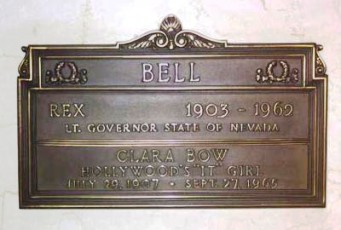 BELL
REX 1903 - 1962
LT. GOVERNOR STATE OF NEVADA
CLARA BOW
HOLLYWOOD'S "IT" GIRL
JULY 29, 1907 • SEPT. 27, 1965